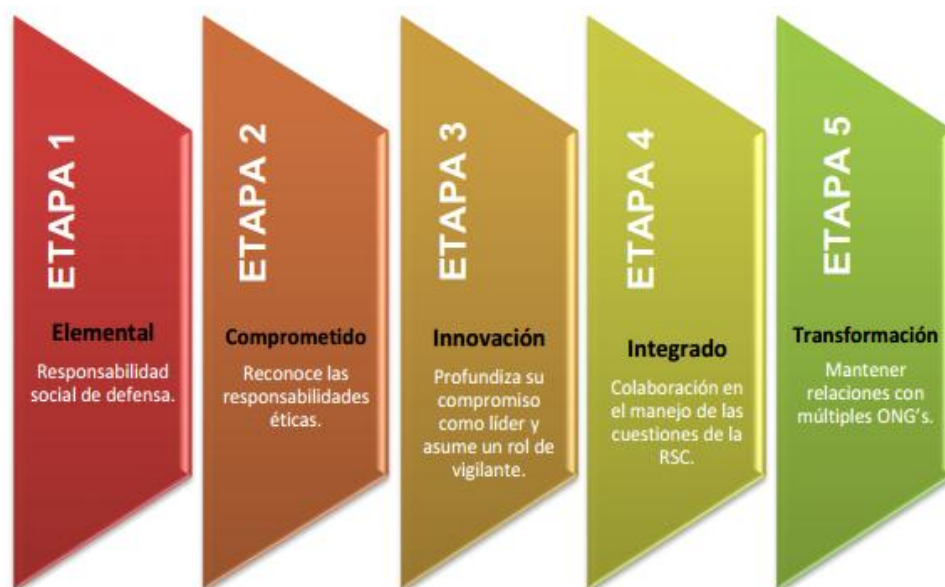 ETAPA 1
Elemental
Responsabilidad
social de defensa.
ETAPA 2
Comprometido
Reconoce las
responsabilidades
éticas.
ETAPA 3
Innovación
Profundiza su
compromiso
como líder y
asume un rol de
vigilante.
ETAPA 4
Integrado
Colaboración en
el manejo de las
cuestiones de la
RSC.
ETAPA 5
Transformación
Mantener
relaciones con
múltiples ONG’s.